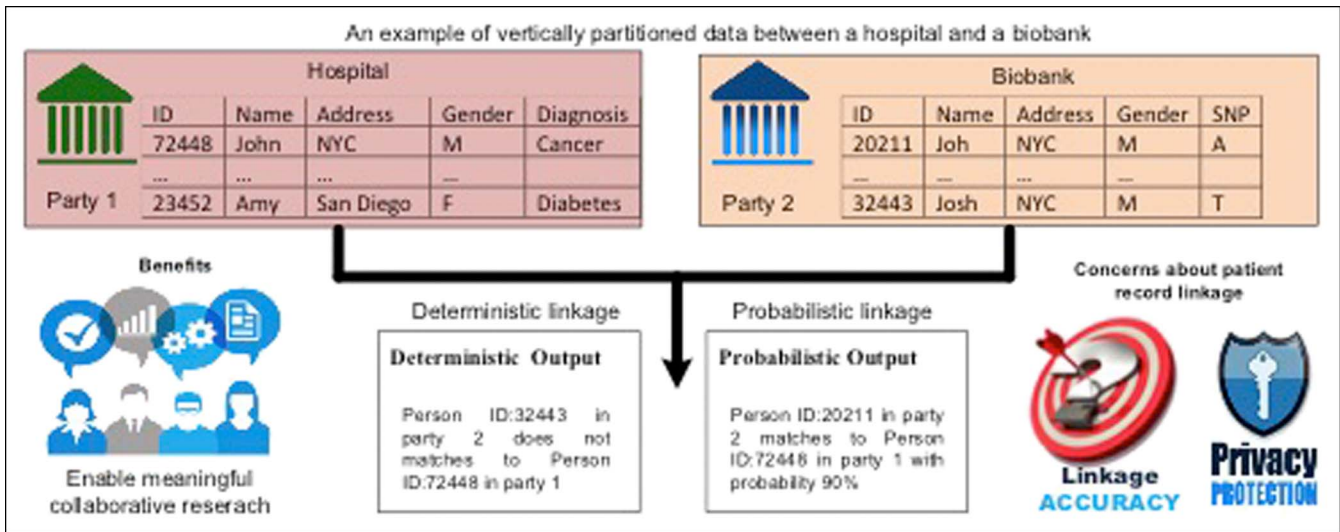 An example of vertically partitioned data between a hospital and a biobank
Hospital
ID Name Address Gender Diagnosis
72448 John NYC M Cancer
... ... ... ...
23452 Amy San Diego F Diabetes
Party 1
Biobank
ID Name Address Gender SNP
20211 Joh NYC M A
... ... ... ...
32443 Josh NYC M T
Party 2
Benefits
Enable meaningful
collaborative reserach
Deterministic linkage
Deterministic Output
Person ID:32443 in
party 2 does not
matches to Person
ID:72448 in party 1
Probabilistic linkage
Probabilistic Output
Person ID:20211 in party
2 matches to Person
ID:72448 in party 1 with
probability 90%
Concerns about patient
record linkage
Linkage
ACCURACY
Privacy
PROTECTION